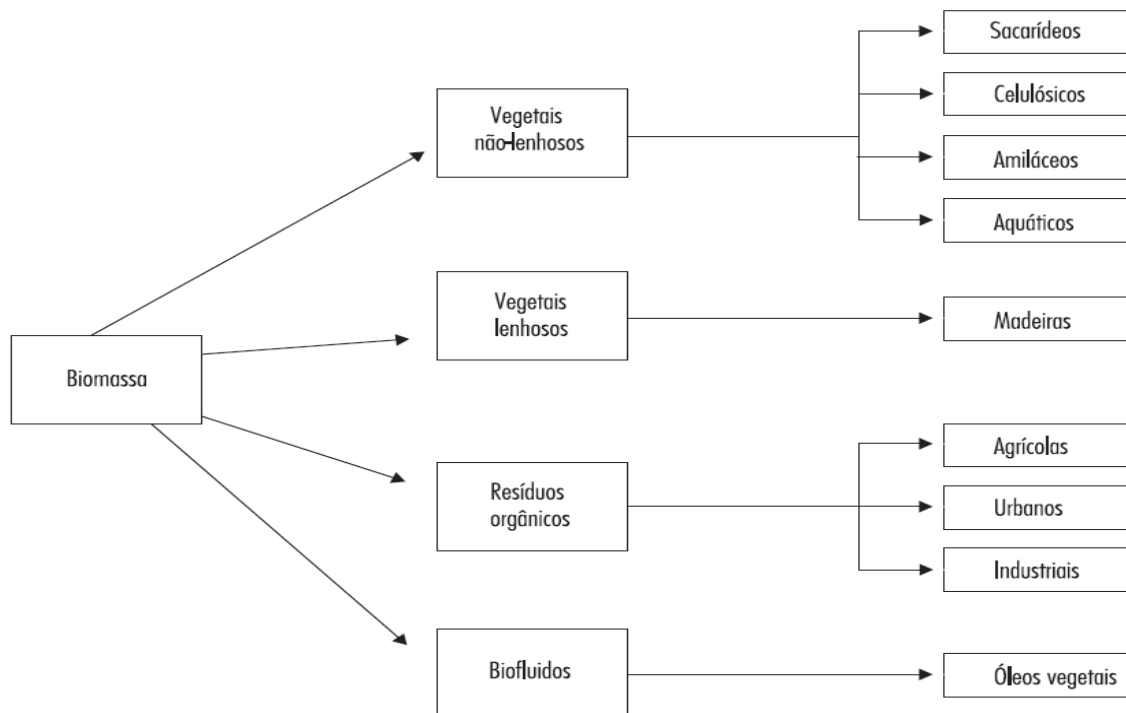 Biomassa
Vegetais
não-lenhosos
Sacarídeos
Celulósicos
Amiláceos
Aquáticos
Vegetais
lenhosos
Madeiras
Resíduos
orgânicos
Agrícolas
Urbanos
Industriais
Biofluidos
Óleos vegetais